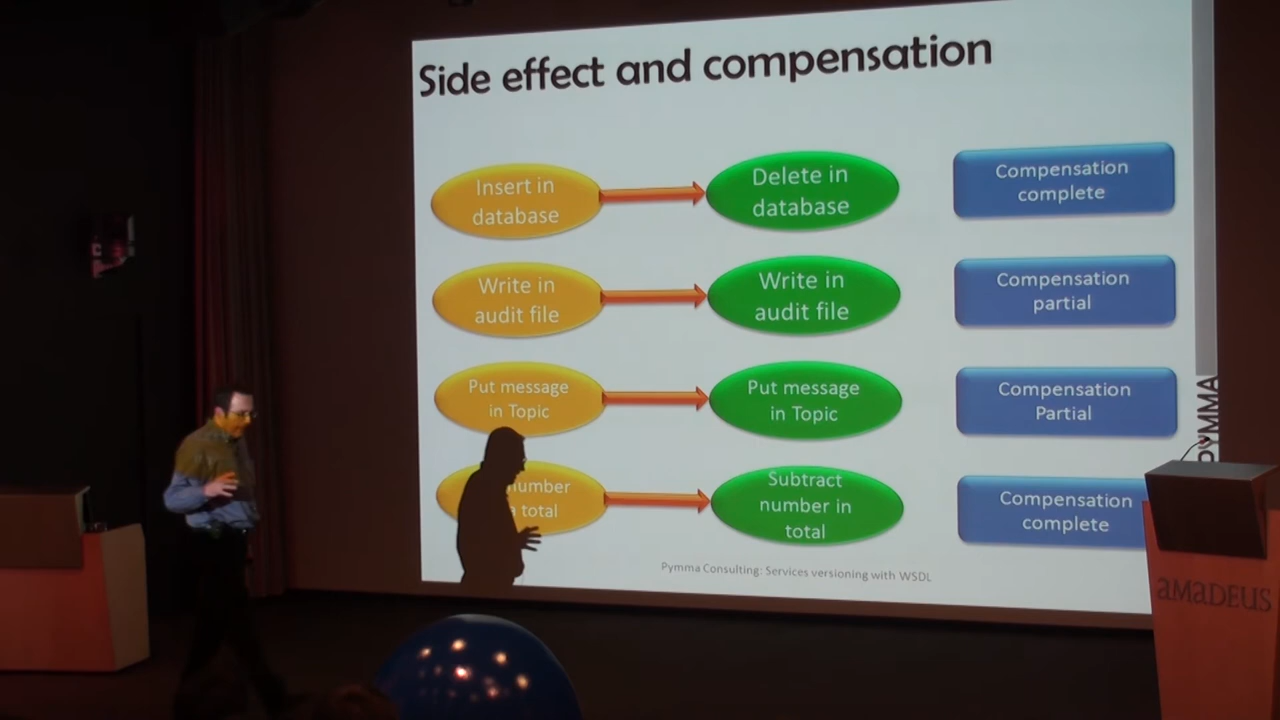 Side effect and compensation
Insert in
database
Delete in
database
Compensation
complete
Write in
audit file
Write in
audit file
Compensation
partial
Put message
in Topic
Put message
in Topic
Compensation
Partial
total
Subtract
number in
total
Compensation
complete
Pymma Consulting: Services versioning with WSDL
PYMMA
aMaDEUS